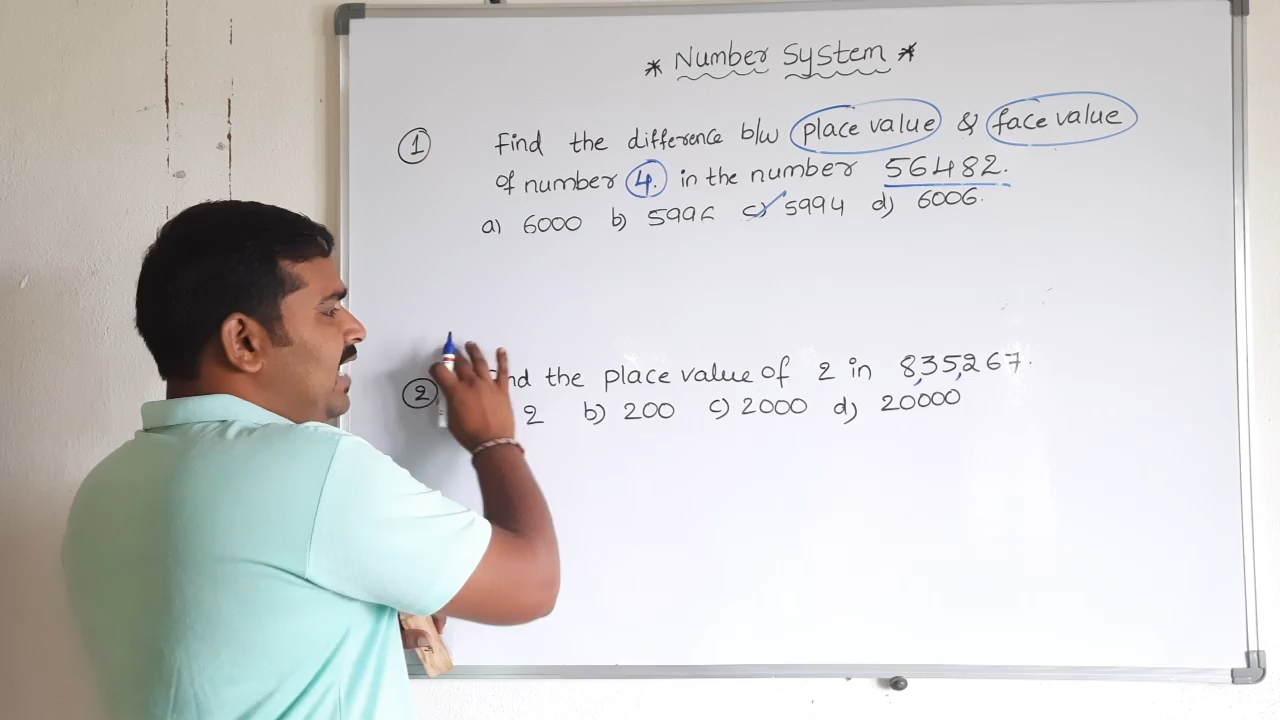 * Number System *
1 Find the difference b/w place value & face value
of number 4. in the number 56482.
a) 6000 b) 5996 c) 5994 d) 6006.
2 the place value of 2 in 8,35,267.
2 b) 200 c) 2000 d) 20000